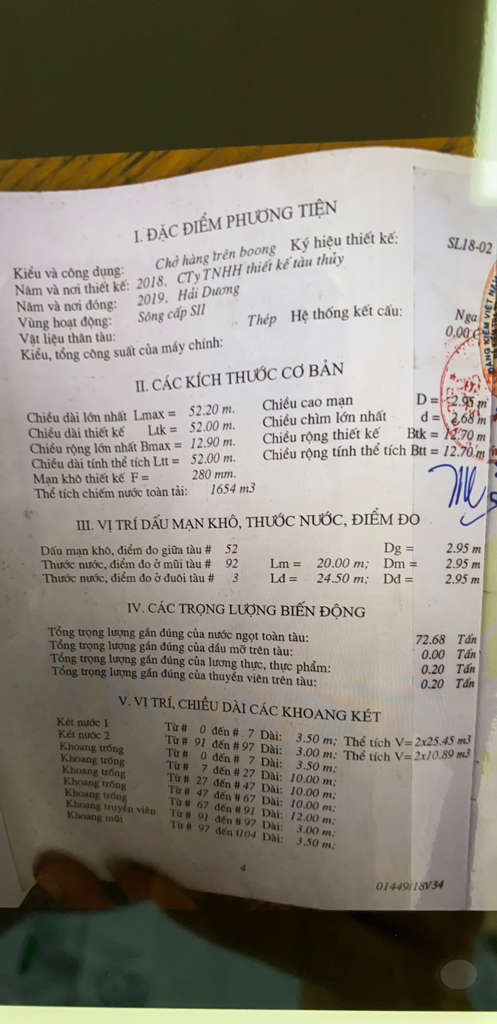 I. ĐẶC ĐIỂM PHƯƠNG TIỆN
Kiểu và công dụng: Chở hàng trên boong Ký hiệu thiết kế: SL18-02
Năm và nơi thiết kế: 2018, CTy TNHH thiết kế tàu thủy
Năm và nơi đóng: 2019, Hải Dương
Vùng hoạt động: Sông cấp SII
Vật liệu thân tàu: Thép Hệ thống kết cấu: Nga
Kiểu, tổng công suất của máy chính: 0.00
II. CÁC KÍCH THƯỚC CƠ BẢN
Chiều dài lớn nhất Lmax = 52.20 m. Chiều cao mạn D = 2.95 m
Chiều dài thiết kế Ltk = 52.00 m. Chiều chìm lớn nhất d = 2.68 m
Chiều rộng lớn nhất Bmax = 12.90 m. Chiều rộng thiết kế Btk = 12.70 m
Chiều dài tính thể tích Ltt = 52.00 m. Chiều rộng tính thể tích Btt = 12.70 m
Mạn khô thiết kế F = 280 mm.
Thể tích chiếm nước toàn tải: 1654 m3
III. VỊ TRÍ DẤU MẠN KHÔ, THƯỚC NƯỚC, ĐIỂM ĐO
Dấu mạn khô, điểm đo giữa tàu # 52 Dg = 2.95 m
Thước nước, điểm đo ở mũi tàu # 92 Lm = 20.00 m; Dm = 2.95 m
Thước nước, điểm đo ở đuôi tàu # 3 Lđ = 24.50 m; Dđ = 2.95 m
IV. CÁC TRỌNG LƯỢNG BIẾN ĐỘNG
Tổng trọng lượng gần đúng của nước ngọt toàn tàu: 72.68 Tấn
Tổng trọng lượng gần đúng của dầu mỡ trên tàu: 0.00 Tấn
Tổng trọng lượng gần đúng của lương thực, thực phẩm: 0.20 Tấn
Tổng trọng lượng gần đúng của thuyền viên trên tàu: 0.20 Tấn
V. VỊ TRÍ, CHIỀU DÀI CÁC KHOANG KÉT
Két nước 1 Từ # 0 đến # 7 Dài: 3.50 m; Thể tích V= 2x25.45 m3
Két nước 2 Từ # 91 đến # 97 Dài: 3.00 m; Thể tích V= 2x10.89 m3
Khoang trống Từ # 0 đến # 7 Dài: 3.50 m;
Khoang trống Từ # 7 đến # 27 Dài: 10.00 m;
Khoang trống Từ # 27 đến # 47 Dài: 10.00 m;
Khoang trống Từ # 47 đến # 67 Dài: 10.00 m;
Khoang trống Từ # 67 đến # 91 Dài: 12.00 m;
Khoang truyền viên Từ # 91 đến # 97 Dài: 3.00 m;
Khoang mũi Từ # 97 đến #104 Dài: 3.50 m;
4
01449/18V34